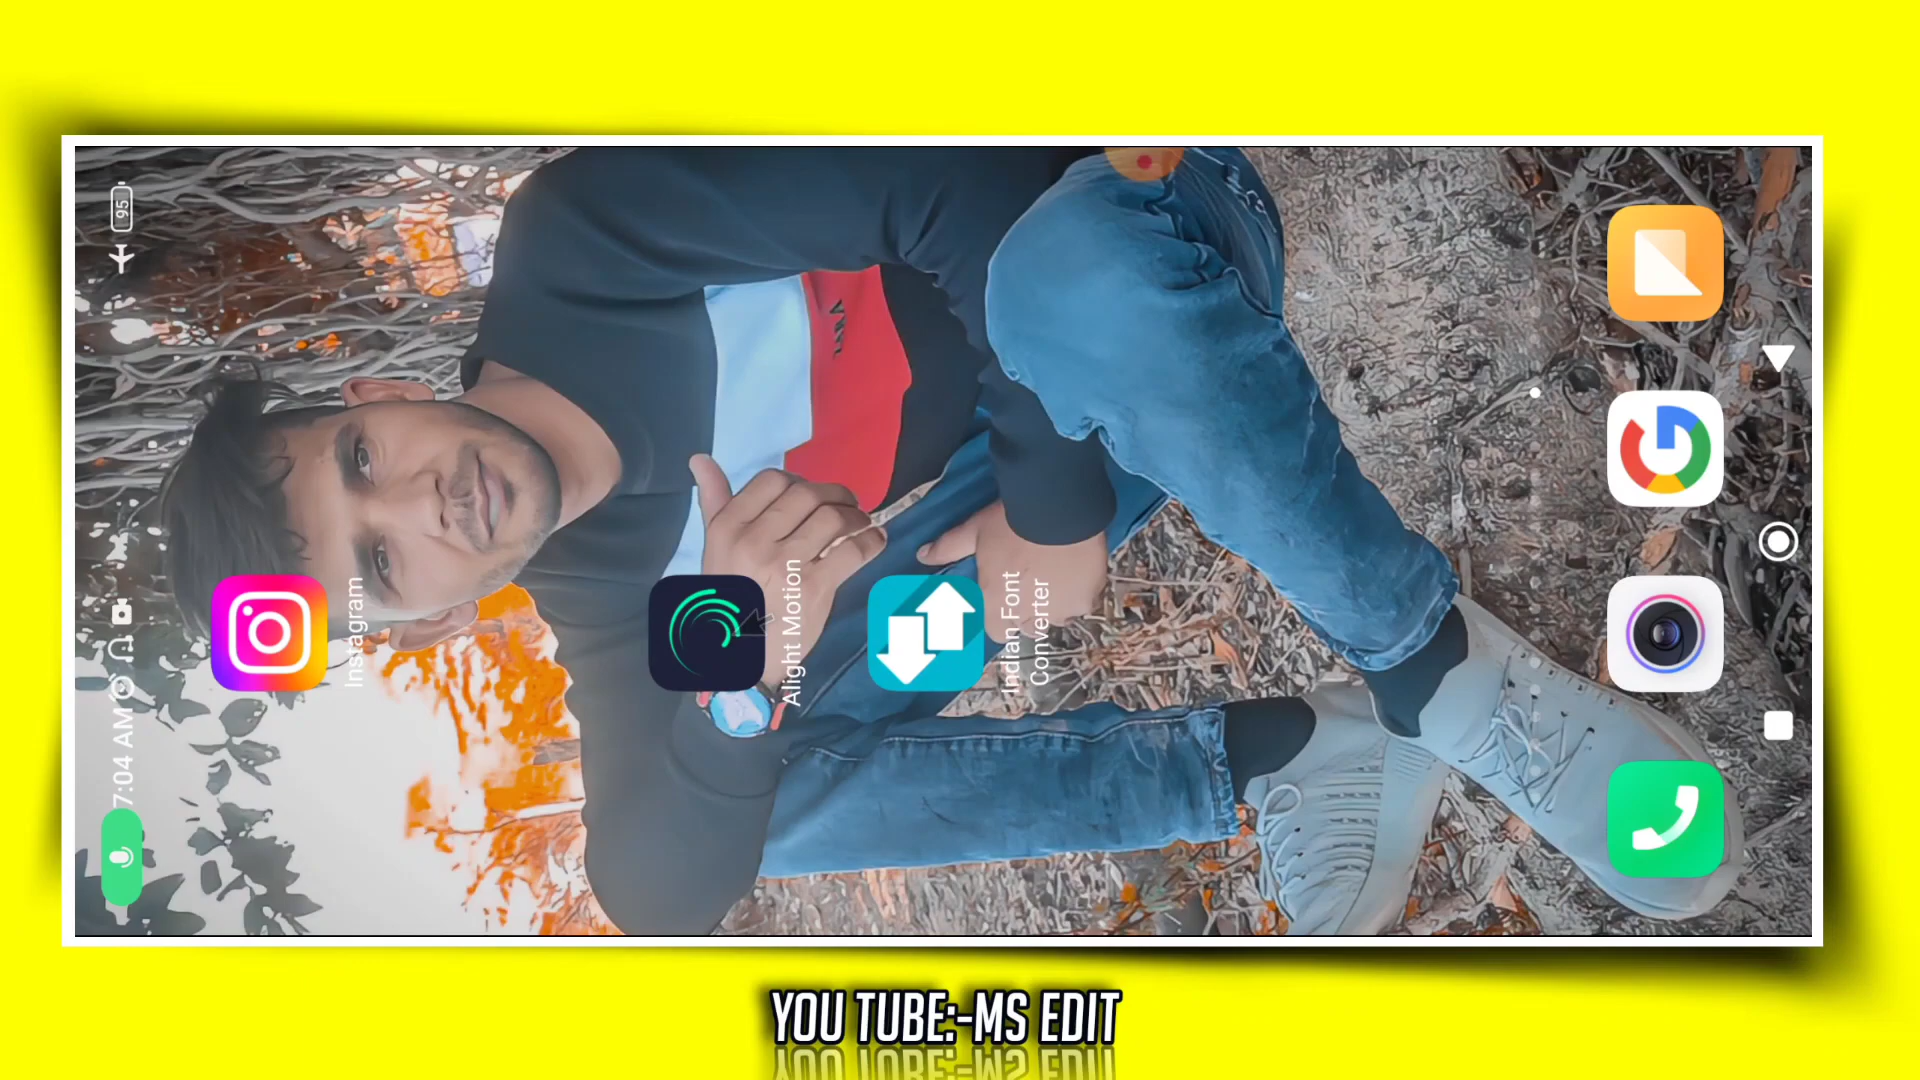 7:04 AM
95
Instagram
Alight Motion
Indian Font
Converter
YOU TUBE:-MS EDIT